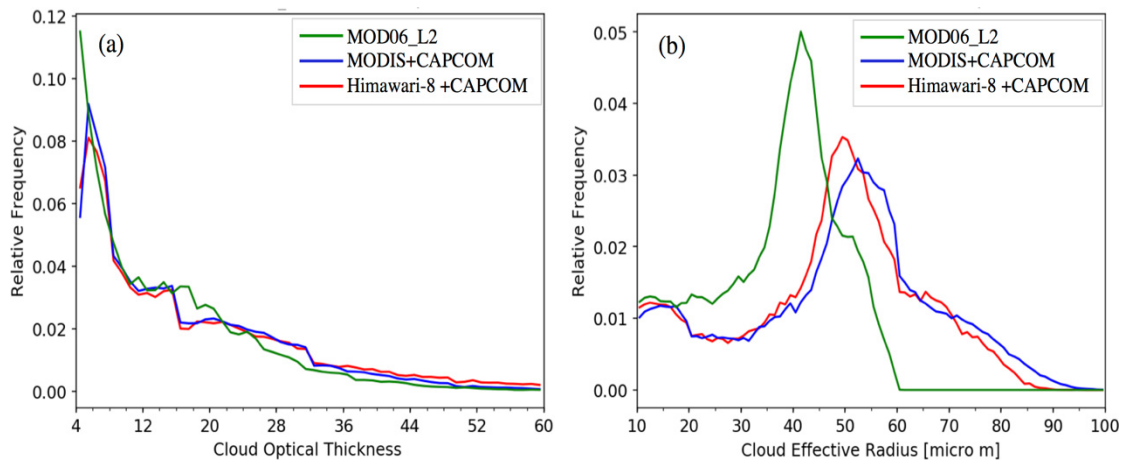 (a)
MOD06_L2
MODIS+CAPCOM
Himawari-8 +CAPCOM
Relative Frequency
0.12
0.10
0.08
0.06
0.04
0.02
0.00
4 12 20 28 36 44 52 60
Cloud Optical Thickness
(b)
MOD06_L2
MODIS+CAPCOM
Himawari-8 +CAPCOM
Relative Frequency
0.05
0.04
0.03
0.02
0.01
0.00
10 20 30 40 50 60 70 80 90 100
Cloud Effective Radius [micro m]